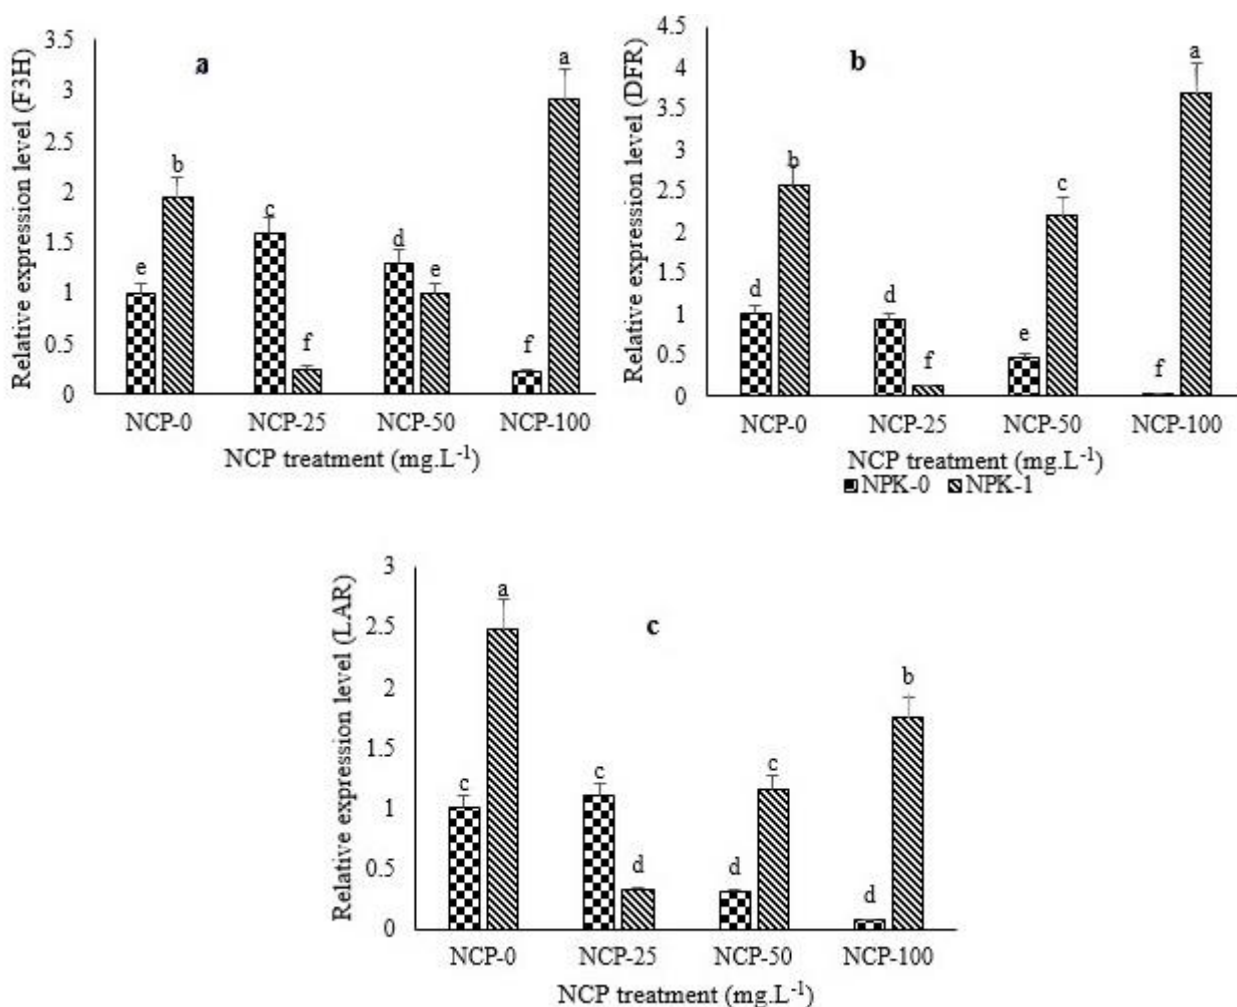 a
Relative expression level (F3H)
3.5
3
2.5
2
1.5
1
0.5
0
e
b
c
f
d
e
f
a
NCP-0 NCP-25 NCP-50 NCP-100
NCP treatment (mg.L-1)
b
Relative expression level (DFR)
4.5
4
3.5
3
2.5
2
1.5
1
0.5
0
d
b
d
f
e
c
f
a
NCP-0 NCP-25 NCP-50 NCP-100
NCP treatment (mg.L-1)
NPK-0 NPK-1
c
Relative expression level (LAR)
3
2.5
2
1.5
1
0.5
0
c
a
c
d
d
c
d
b
NCP-0 NCP-25 NCP-50 NCP-100
NCP treatment (mg.L-1)